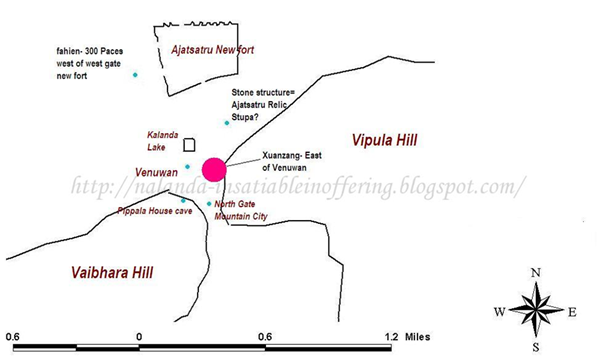 fahien- 300 Paces
west of west gate
new fort
Ajatsatru New fort
Stone structure=
Ajatsatru Relic
Stupa?
Kalanda
Lake
Vipula Hill
Xuanzang- East
of Venuwan
Venuwan
http://nalanda-insatiableinoffering.blogspot.com/
Pippala House cave
North Gate
Mountain City
Vaibhara Hill
N
W
E
S
0.6 0 0.6 1.2 Miles